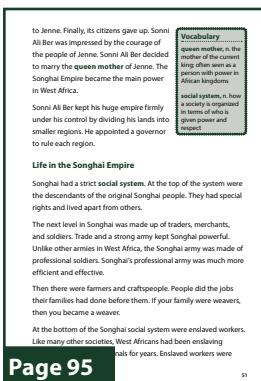 to Jenne. Finally, its citizens gave up. Sonni
Ali Ber was impressed by the courage of
the people of Jenne. Sonni Ali Ber decided
to marry the queen mother of Jenne. The
Songhai Empire became the main power
in West Africa.
Sonni Ali Ber kept his huge empire firmly
under his control by dividing his lands into
smaller regions. He appointed a governor
to rule each region.
Vocabulary
queen mother, n. the
mother of the current
king; often seen as a
person with power in
African kingdoms
social system, n. how
a society is organized
in terms of who is
given power and
respect
Life in the Songhai Empire
Songhai had a strict social system. At the top of the system were
the descendants of the original Songhai people. They had special
rights and lived apart from others.
The next level in Songhai was made up of traders, merchants,
and soldiers. Trade and a strong army kept Songhai powerful.
Unlike other armies in West Africa, the Songhai army was made of
professional soldiers. Songhai's professional army was much more
efficient and effective.
Then there were farmers and craftspeople. People did the jobs
their families had done before them. If your family were weavers,
then you became a weaver.
At the bottom of the Songhai social system were enslaved workers.
Like many other societies, West Africans had been enslaving
nals for years. Enslaved workers were
Page 95
51